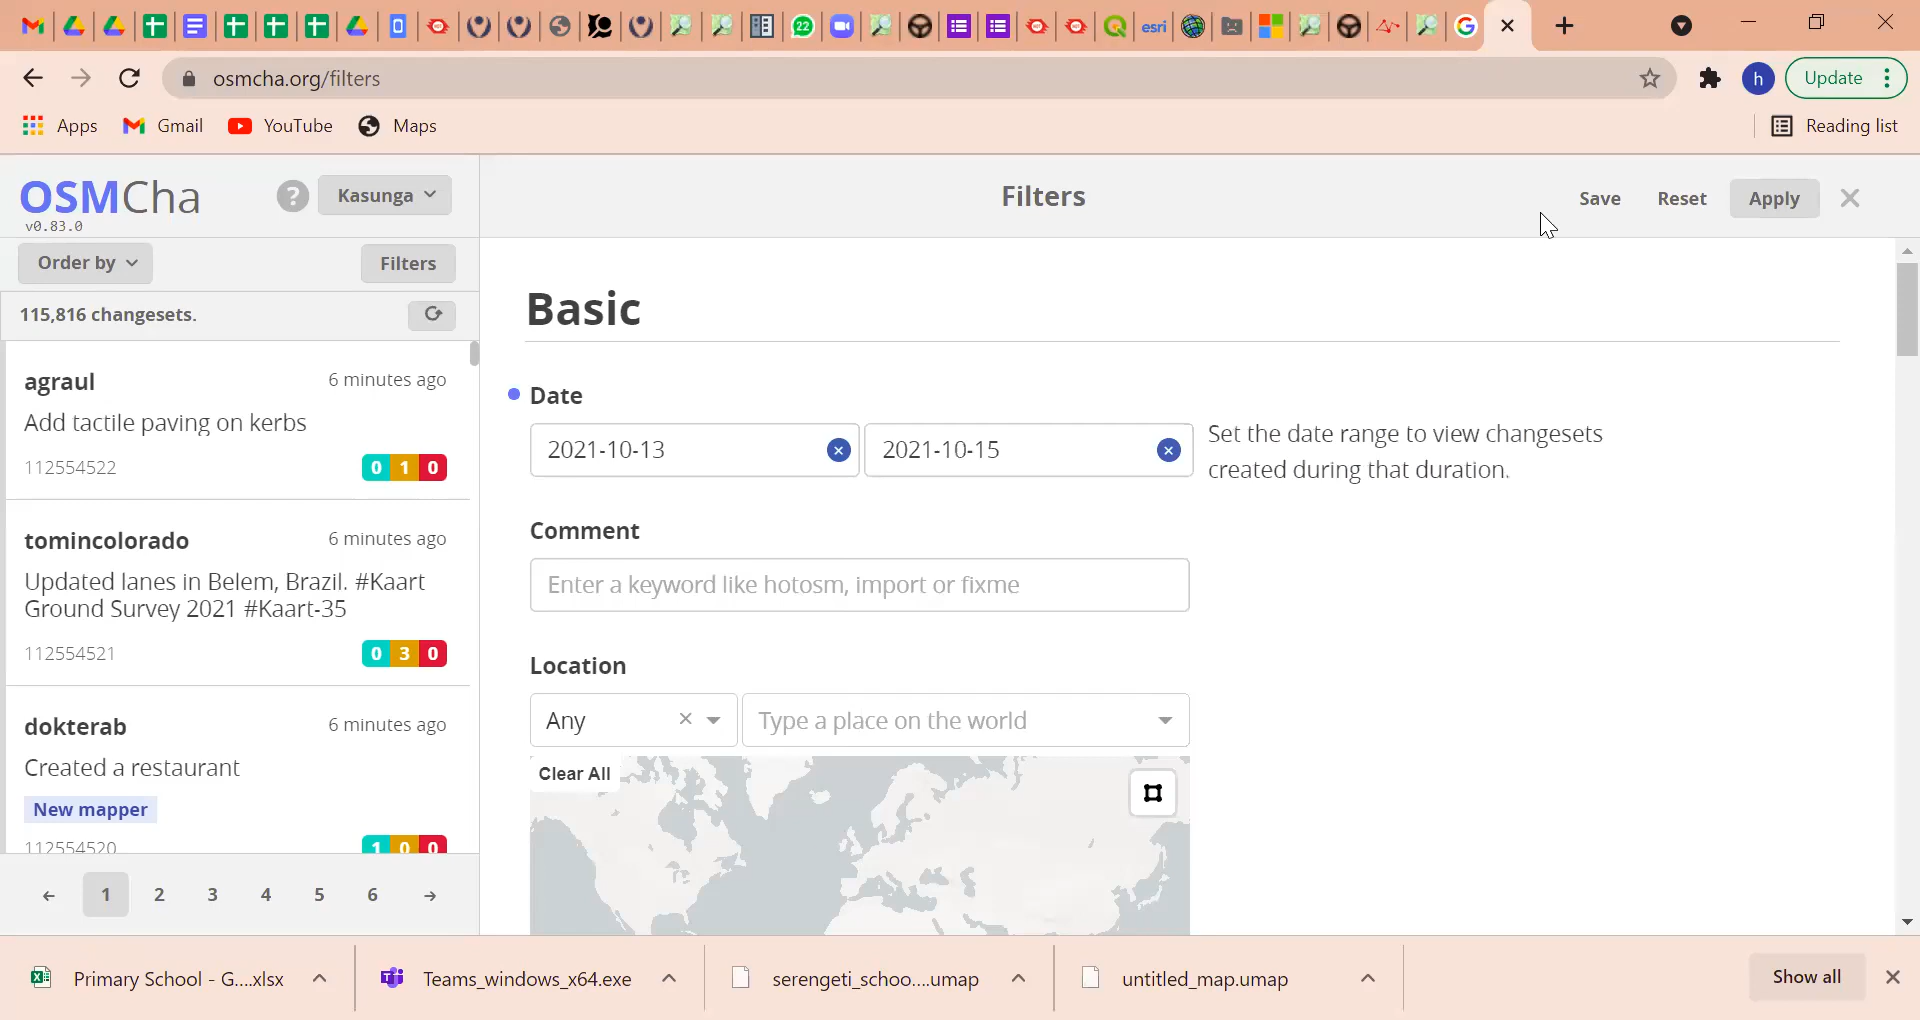 22
esri
osmcha.org/filters
h
Update
Apps
Gmail
YouTube
Maps
Reading list
OSMCha
v0.83.0
?
Kasunga
Filters
Save
Reset
Apply
Order by
Filters
115,816 changesets.
agraul
6 minutes ago
Add tactile paving on kerbs
112554522
0 1 0
tomincolorado
6 minutes ago
Updated lanes in Belem, Brazil. #Kaart
Ground Survey 2021 #Kaart-35
112554521
0 3 0
dokterab
6 minutes ago
Created a restaurant
New mapper
112554520
1 0 0
1 2 3 4 5 6
Basic
Date
2021-10-13
2021-10-15
Set the date range to view changesets
created during that duration.
Comment
Enter a keyword like hotosm, import or fixme
Location
Any
Type a place on the world
Clear All
Primary School - G....xlsx
Teams_windows_x64.exe
serengeti_schoo....umap
untitled_map.umap
Show all